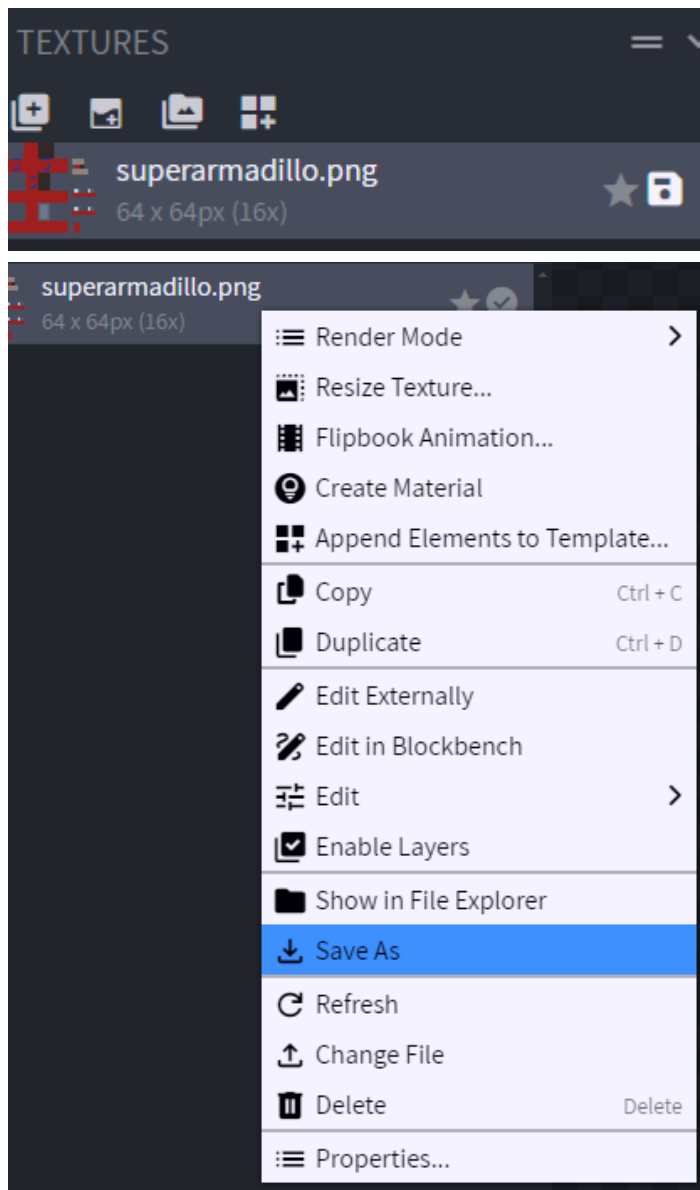 TEXTURES
superarmadillo.png
64 x 64px (16x)
superarmadillo.png
64 x 64px (16x)
Render Mode
Resize Texture...
Flipbook Animation...
Create Material
Append Elements to Template...
Copy Ctrl + C
Duplicate Ctrl + D
Edit Externally
Edit in Blockbench
Edit
Enable Layers
Show in File Explorer
Save As
Refresh
Change File
Delete Delete
Properties...